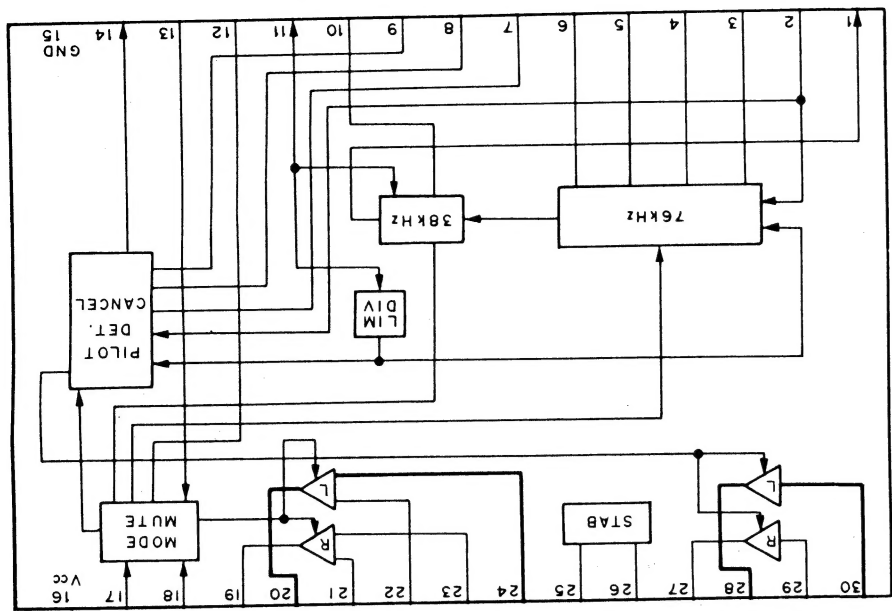 30 29 28 27 26 25 24 23 22 21 20 19 18 17 16
Vcc
R
STAB
R
MODE
MUTE
L
L
PILOT
DET.
CANCEL
LIM
DIV
76kHz
38kHz
GND
1 2 3 4 5 6 7 8 9 10 11 12 13 14 15